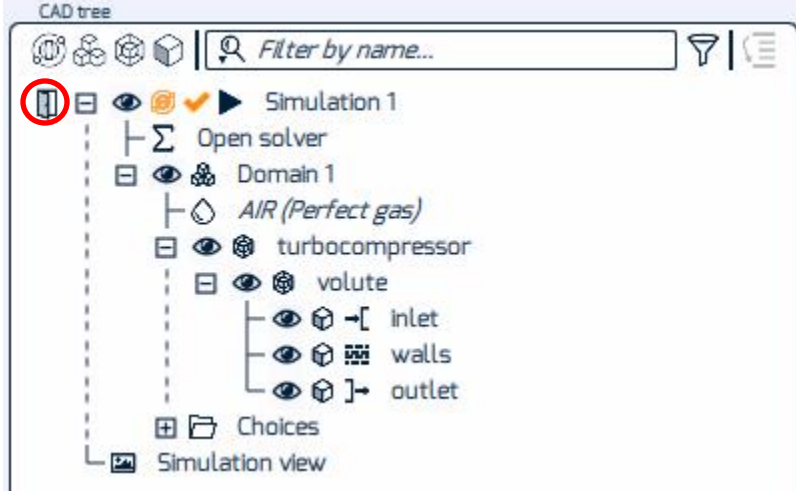 CAD tree
Filter by name...
Simulation 1
Open solver
Domain 1
AIR (Perfect gas)
turbocompressor
volute
inlet
walls
outlet
Choices
Simulation view